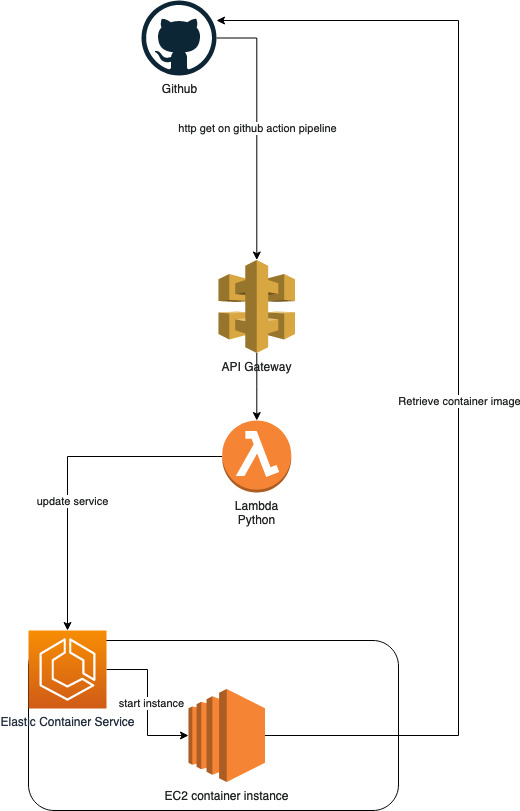 Github
http get on github action pipeline
API Gateway
Retrieve container image
Lambda
Python
update service
Elastic Container Service
start instance
EC2 container instance